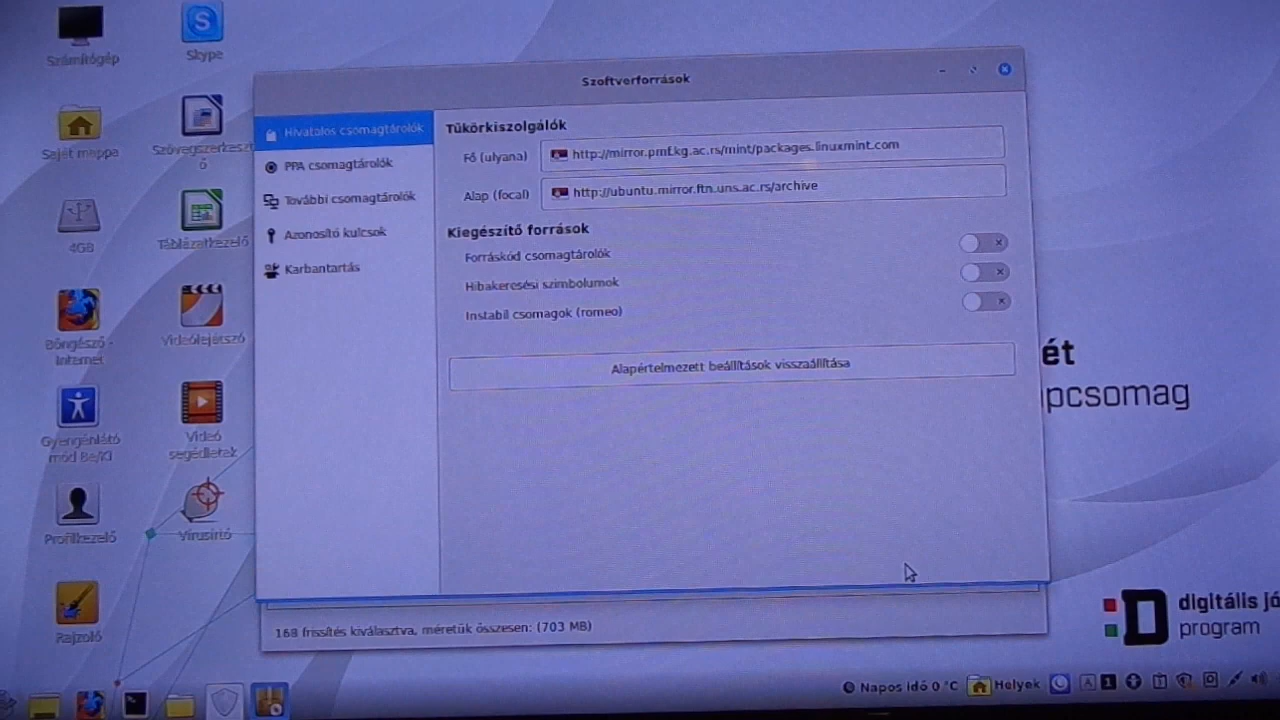 Számítógép
Skype
Saját mappa
Szövegszerkeszt
ő
4GB
Táblázatkezelő
Böngésző -
Internet
Videólejátszó
Gyengénlátó
mód Be/Ki
Videó
segédletek
Profilkezelő
Vírusirtó
Rajzoló
Szoftverforrások
Hivatalos csomagtárolók
PPA csomagtárolók
További csomagtárolók
Azonosító kulcsok
Karbantartás
Tükörkiszolgálók
Fő (ulyana)
http://mirror.pmf.kg.ac.rs/mint/packages.linuxmint.com
Alap (focal)
http://ubuntu.mirror.ftn.uns.ac.rs/archive
Kiegészítő források
Forráskód csomagtárolók
Hibakeresési szimbolumok
Instabil csomagok (romeo)
Alapértelmezett beállítások visszaállítása
168 frissítés kiválasztva, méretük összesen: (703 MB)
ét
pcsomag
digitális jó
program
Napos idő 0 °C
Helyek
A
1